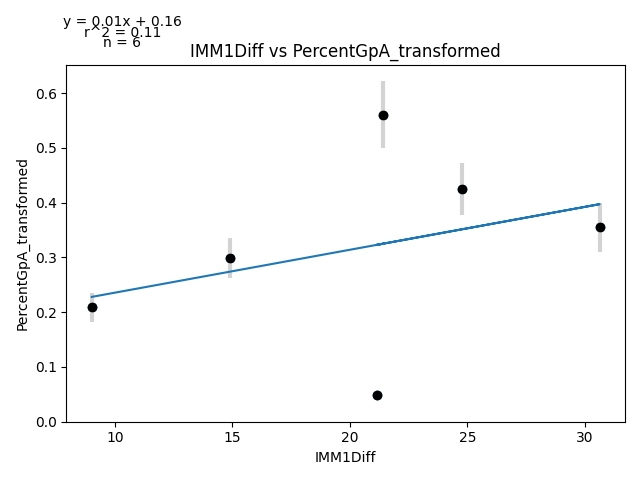 y = 0.01x + 0.16
r^2 = 0.11
n = 6
IMM1Diff vs PercentGpA_transformed
PercentGpA_transformed
0.6
0.5
0.4
0.3
0.2
0.1
0.0
10 15 20 25 30
IMM1Diff